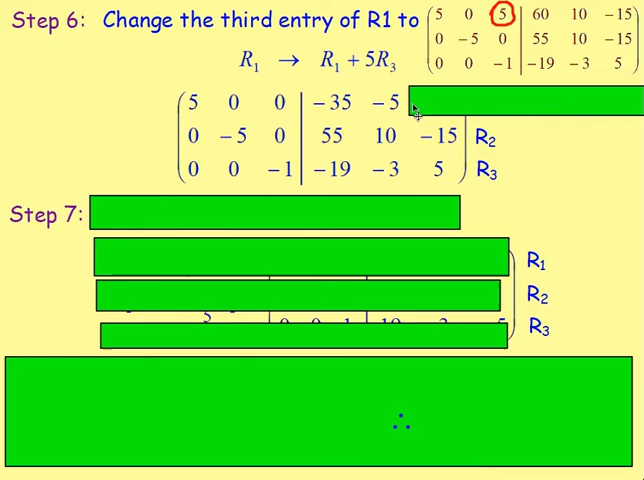 Step 6: Change the third entry of R1 to
5 0 5 60 10 −15
0 −5 0 55 10 −15
0 0 −1 −19 −3 5
R₁ → R₁ + 5R₃
5 0 0 −35 −5
0 −5 0 55 10 −15 R₂
0 0 −1 −19 −3 5 R₃
Step 7:
R₁
R₂
5
R₃
∴